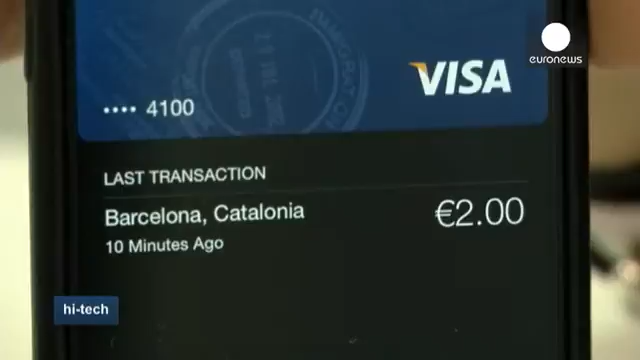 euronews
VISA
•••• 4100
LAST TRANSACTION
Barcelona, Catalonia
€2.00
10 Minutes Ago
hi-tech